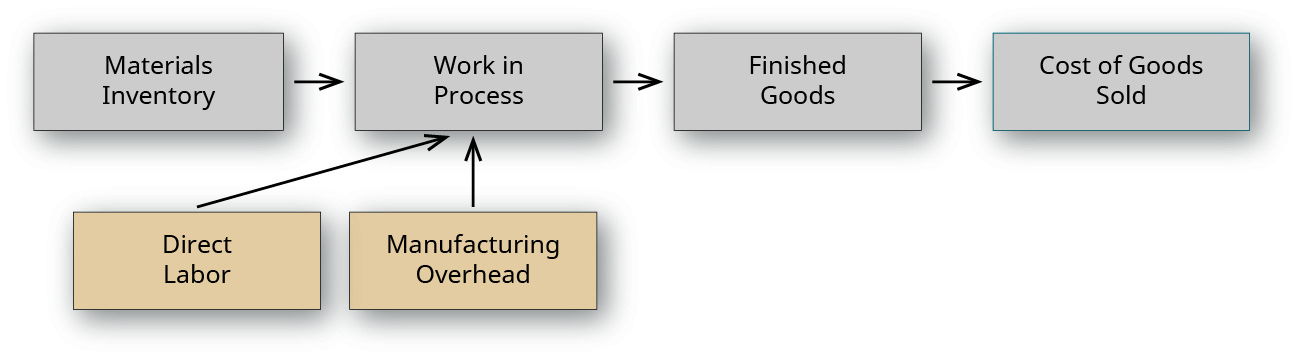 Materials
Inventory
Work in
Process
Finished
Goods
Cost of Goods
Sold
Direct
Labor
Manufacturing
Overhead